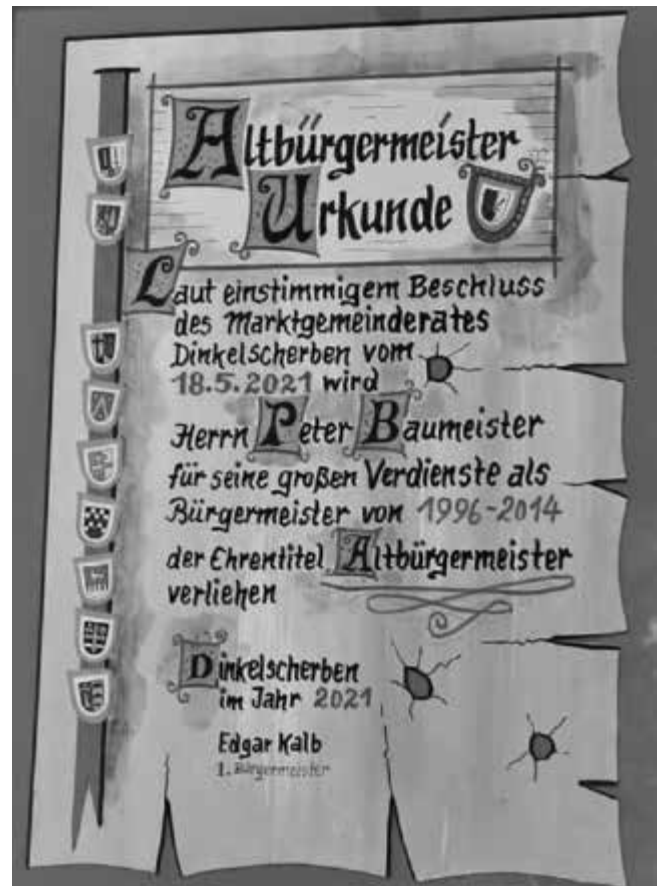 Altbürgermeister
Urkunde
Laut einstimmigem Beschluss
des Marktgemeinderates
Dinkelscherben vom
18.5.2021 wird
Herrn Peter Baumeister
für seine großen Verdienste als
Bürgermeister von 1996-2014
der Ehrentitel Altbürgermeister
verliehen
Dinkelscherben
im Jahr 2021
Edgar Kalb
1. Bürgermeister